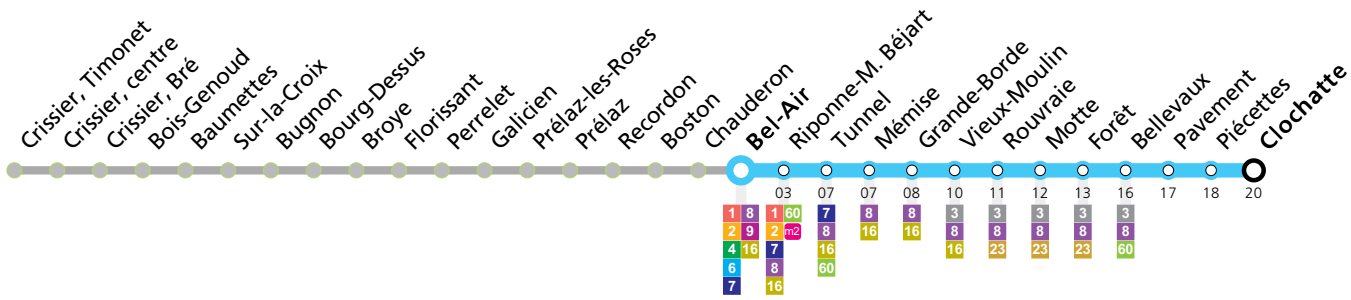 Crissier, Timonet
Crissier, centre
Crissier, Bré
Bois-Genoud
Baumettes
Sur-la-Croix
Bugnon
Bourg-Dessus
Broye
Florissant
Perrelet
Galicien
Prélaz-les-Roses
Prélaz
Recordon
Boston
Chauderon
Bel-Air
Riponne-M. Béjart
Tunnel
Mémise
Grande-Borde
Vieux-Moulin
Rouvraie
Motte
Forêt
Bellevaux
Pavement
Piécettes
Clochatte
03 07 07 08 10 11 12 13 16 17 18 20
1 8 1 60 7 8 8 3 3 3 3 3
2 9 2 m2 8 16 16 8 8 8 8 8
4 16 7 16 16 23 23 23 60
6 8 60
7 16